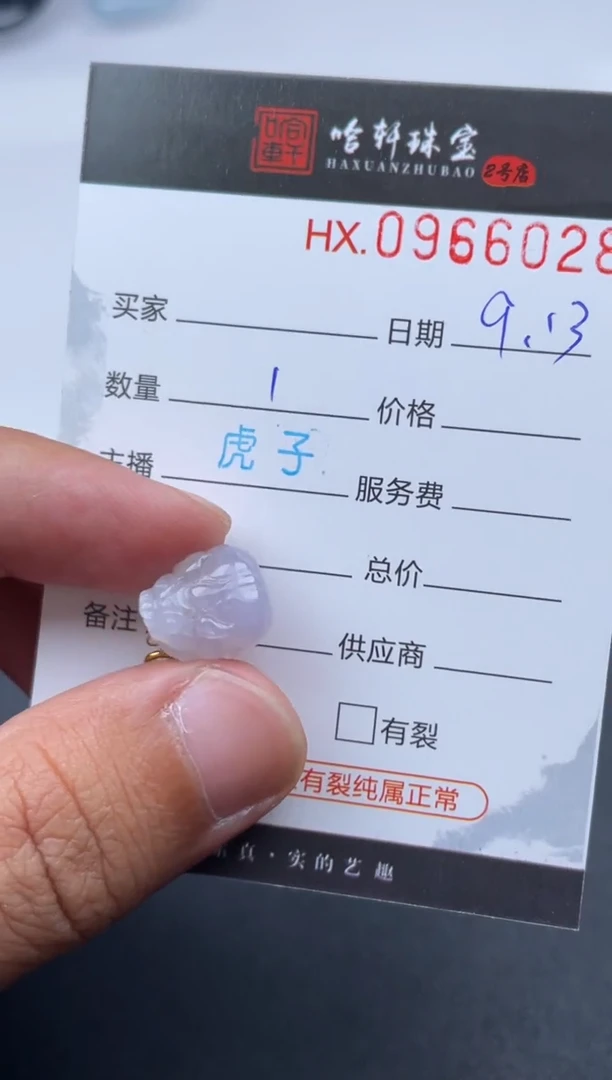 哈轩 哈轩珠宝
HAXUANZHUBAO 2号店
HX.0966028
买家 日期 9.13
数量 1 价格
主播 虎子 服务费
总价
备注 供应商
有裂
有裂纯属正常
真·实的艺趣